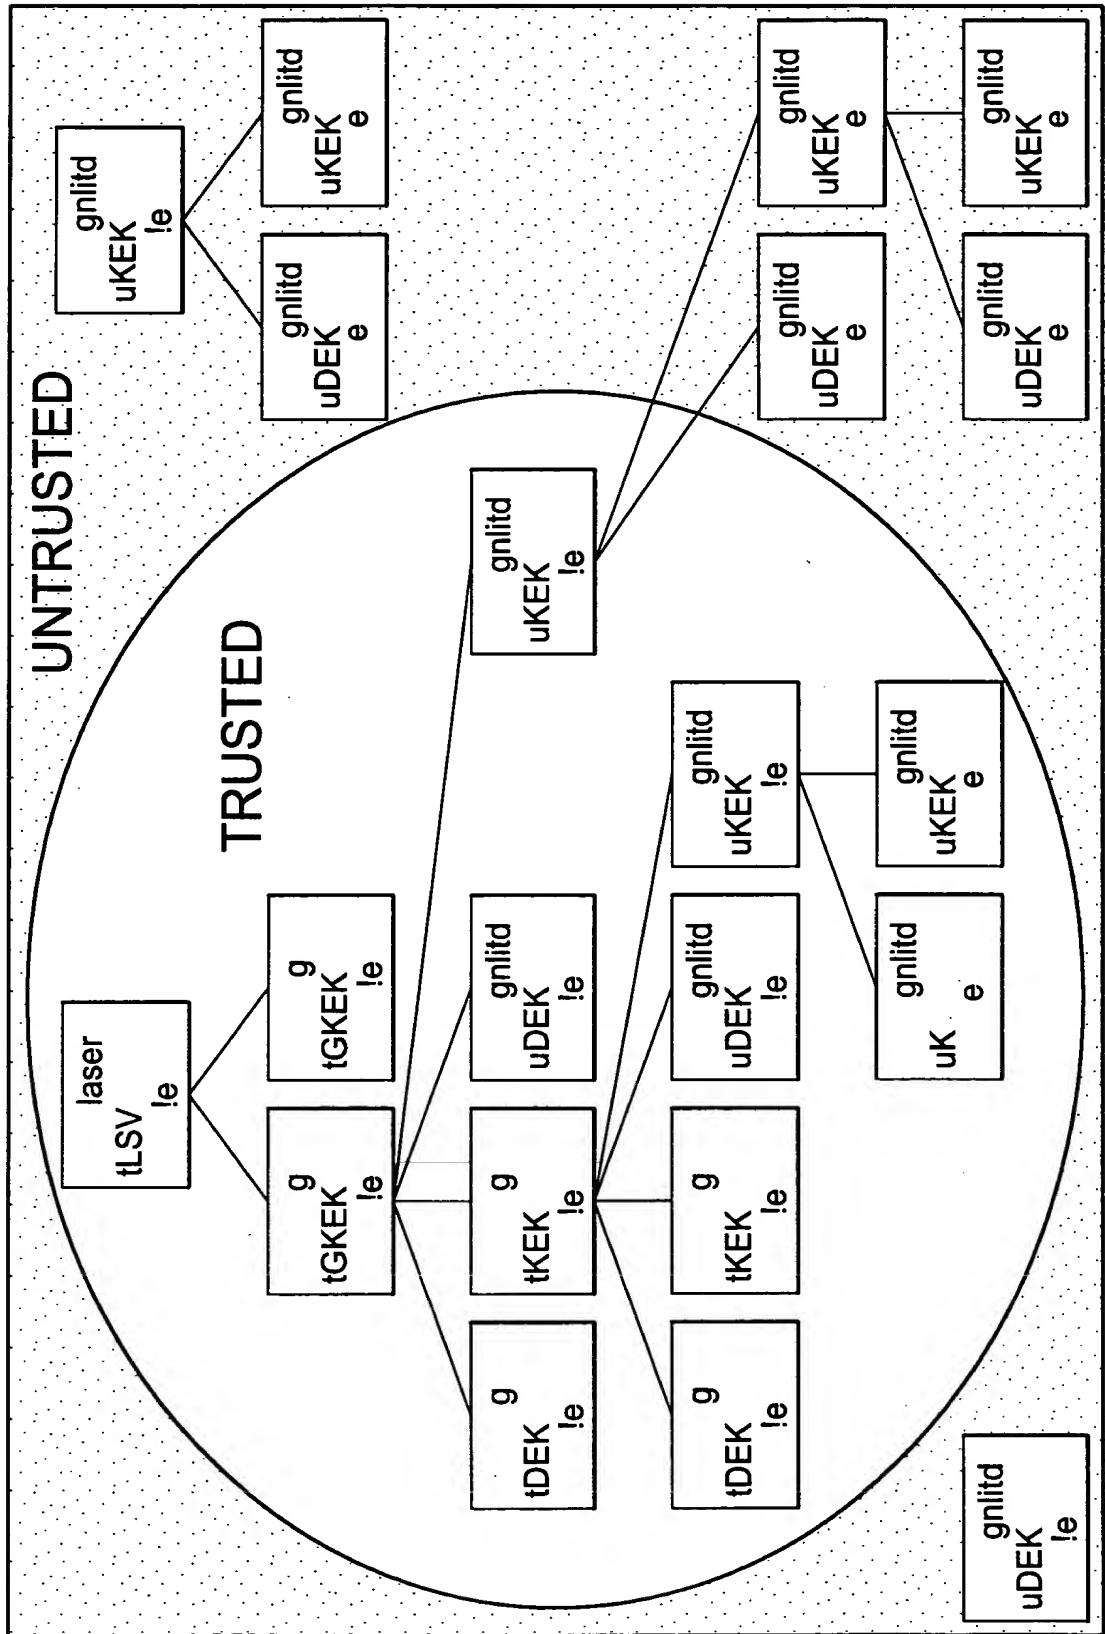 UNTRUSTED
laser
tLSV
!e
gnlitd
uKEK
!e
TRUSTED
g
tGKEK
!e
g
tGKEK
!e
gnlitd
uDEK
e
gnlitd
uKEK
e
g
tDEK
!e
g
tKEK
!e
gnlitd
uDEK
!e
gnlitd
uKEK
!e
g
tDEK
!e
g
tKEK
!e
gnlitd
uDEK
!e
gnlitd
uKEK
!e
gnlitd
uDEK
e
gnlitd
uKEK
e
gnlitd
uK
e
gnlitd
uKEK
e
gnlitd
uDEK
!e
gnlitd
uDEK
e
gnlitd
uKEK
e